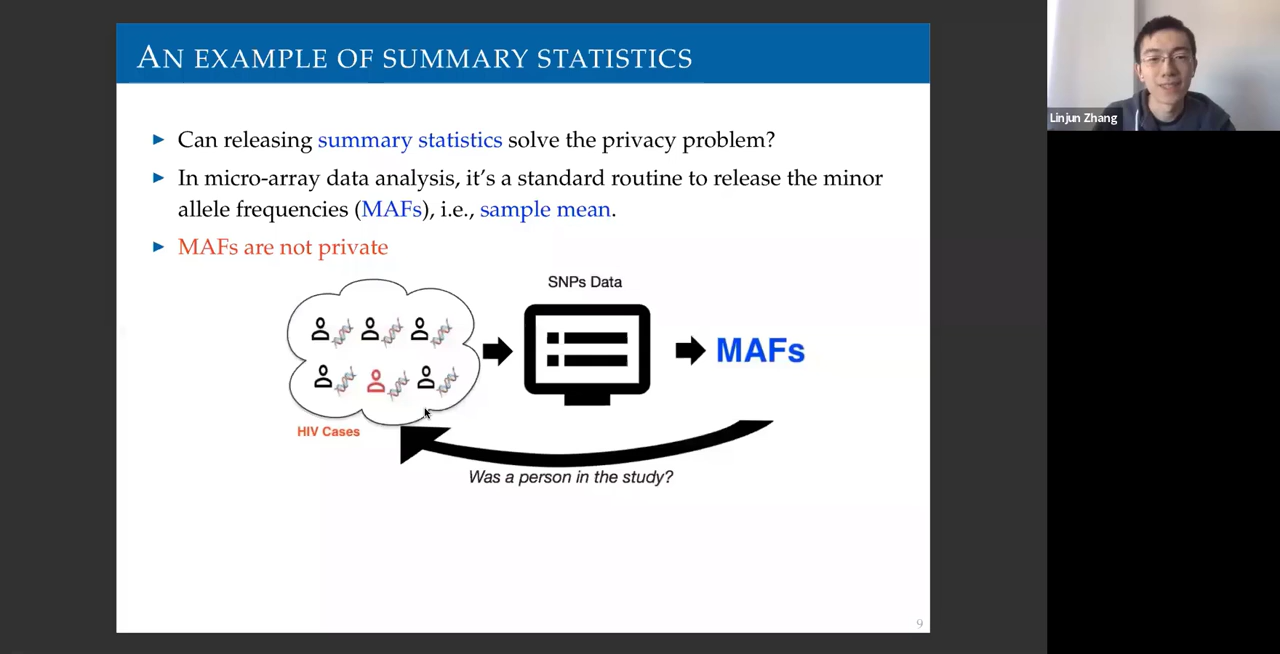 AN EXAMPLE OF SUMMARY STATISTICS
Can releasing summary statistics solve the privacy problem?
In micro-array data analysis, it's a standard routine to release the minor
allele frequencies (MAFs), i.e., sample mean.
MAFs are not private
SNPs Data
MAFs
HIV Cases
Was a person in the study?
9
Linjun Zhang